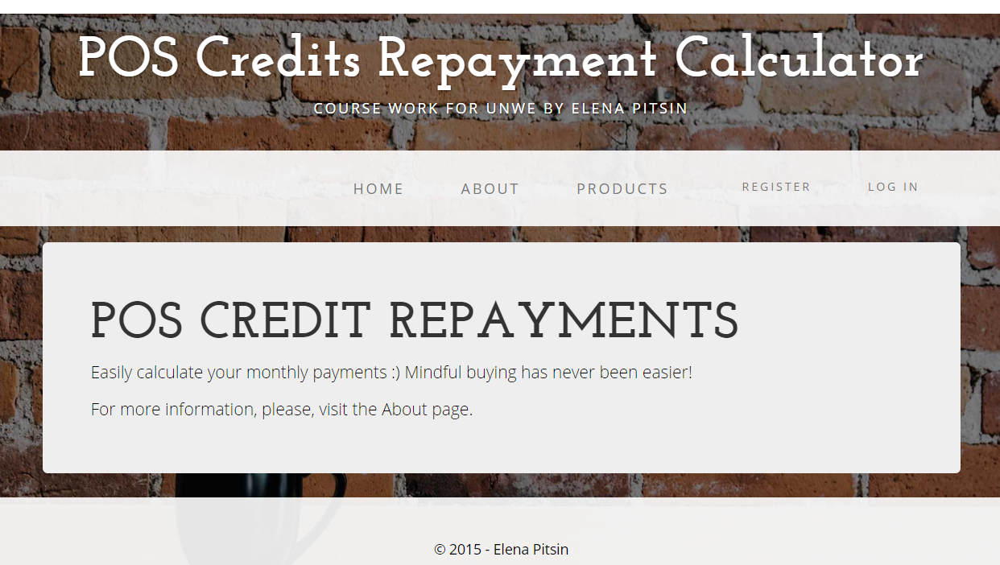 POS Credits Repayment Calculator
COURSE WORK FOR UNWE BY ELENA PITSIN
HOME ABOUT PRODUCTS REGISTER LOG IN
POS CREDIT REPAYMENTS
Easily calculate your monthly payments :) Mindful buying has never been easier!
For more information, please, visit the About page.
© 2015 - Elena Pitsin